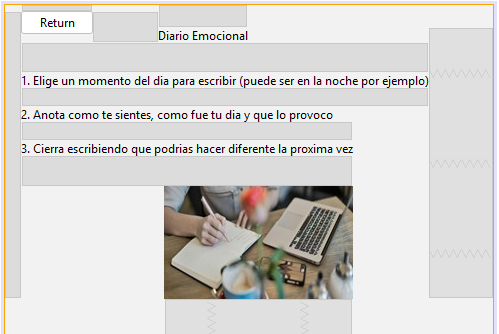 Return
Diario Emocional
1. Elige un momento del dia para escribir (puede ser en la noche por ejemplo)
2. Anota como te sientes, como fue tu dia y que lo provoco
3. Cierra escribiendo que podrias hacer diferente la proxima vez